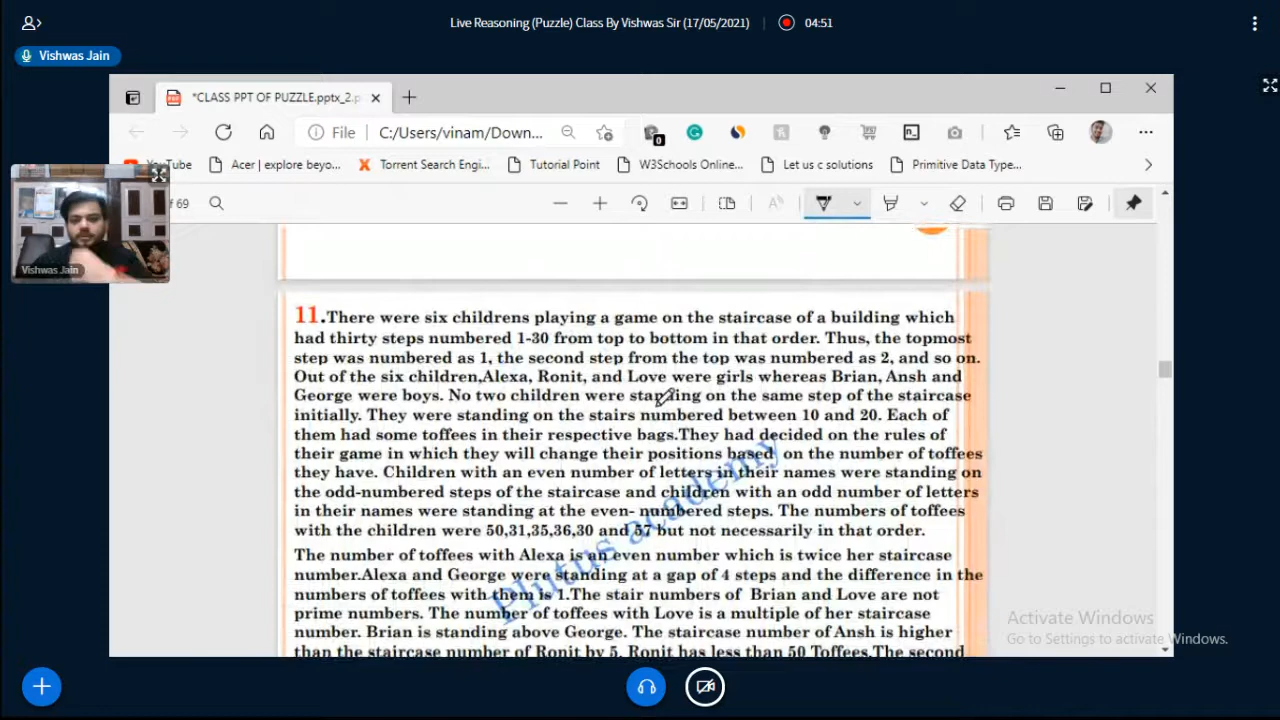 Live Reasoning (Puzzle) Class By Vishwas Sir (17/05/2021)
04:51
Vishwas Jain
*CLASS PPT OF PUZZLE.pptx_2.p
File
C:/Users/vinam/Down...
0
YouTube
Acer | explore beyo...
Torrent Search Engi...
Tutorial Point
W3Schools Online...
Let us c solutions
Primitive Data Type...
of 69
Vishwas Jain
11.There were six childrens playing a game on the staircase of a building which
had thirty steps numbered 1-30 from top to bottom in that order. Thus, the topmost
step was numbered as 1, the second step from the top was numbered as 2, and so on.
Out of the six children,Alexa, Ronit, and Love were girls whereas Brian, Ansh and
George were boys. No two children were standing on the same step of the staircase
initially. They were standing on the stairs numbered between 10 and 20. Each of
them had some toffees in their respective bags.They had decided on the rules of
their game in which they will change their positions based on the number of toffees
they have. Children with an even number of letters in their names were standing on
the odd-numbered steps of the staircase and children with an odd number of letters
in their names were standing at the even- numbered steps. The numbers of toffees
with the children were 50,31,35,36,30 and 57 but not necessarily in that order.
The number of toffees with Alexa is an even number which is twice her staircase
number.Alexa and George were standing at a gap of 4 steps and the difference in the
numbers of toffees with them is 1.The stair numbers of Brian and Love are not
prime numbers. The number of toffees with Love is a multiple of her staircase
number. Brian is standing above George. The staircase number of Ansh is higher
than the staircase number of Ronit by 5. Ronit has less than 50 Toffees.The second
Plutus academy
Activate Windows
Go to Settings to activate Windows.